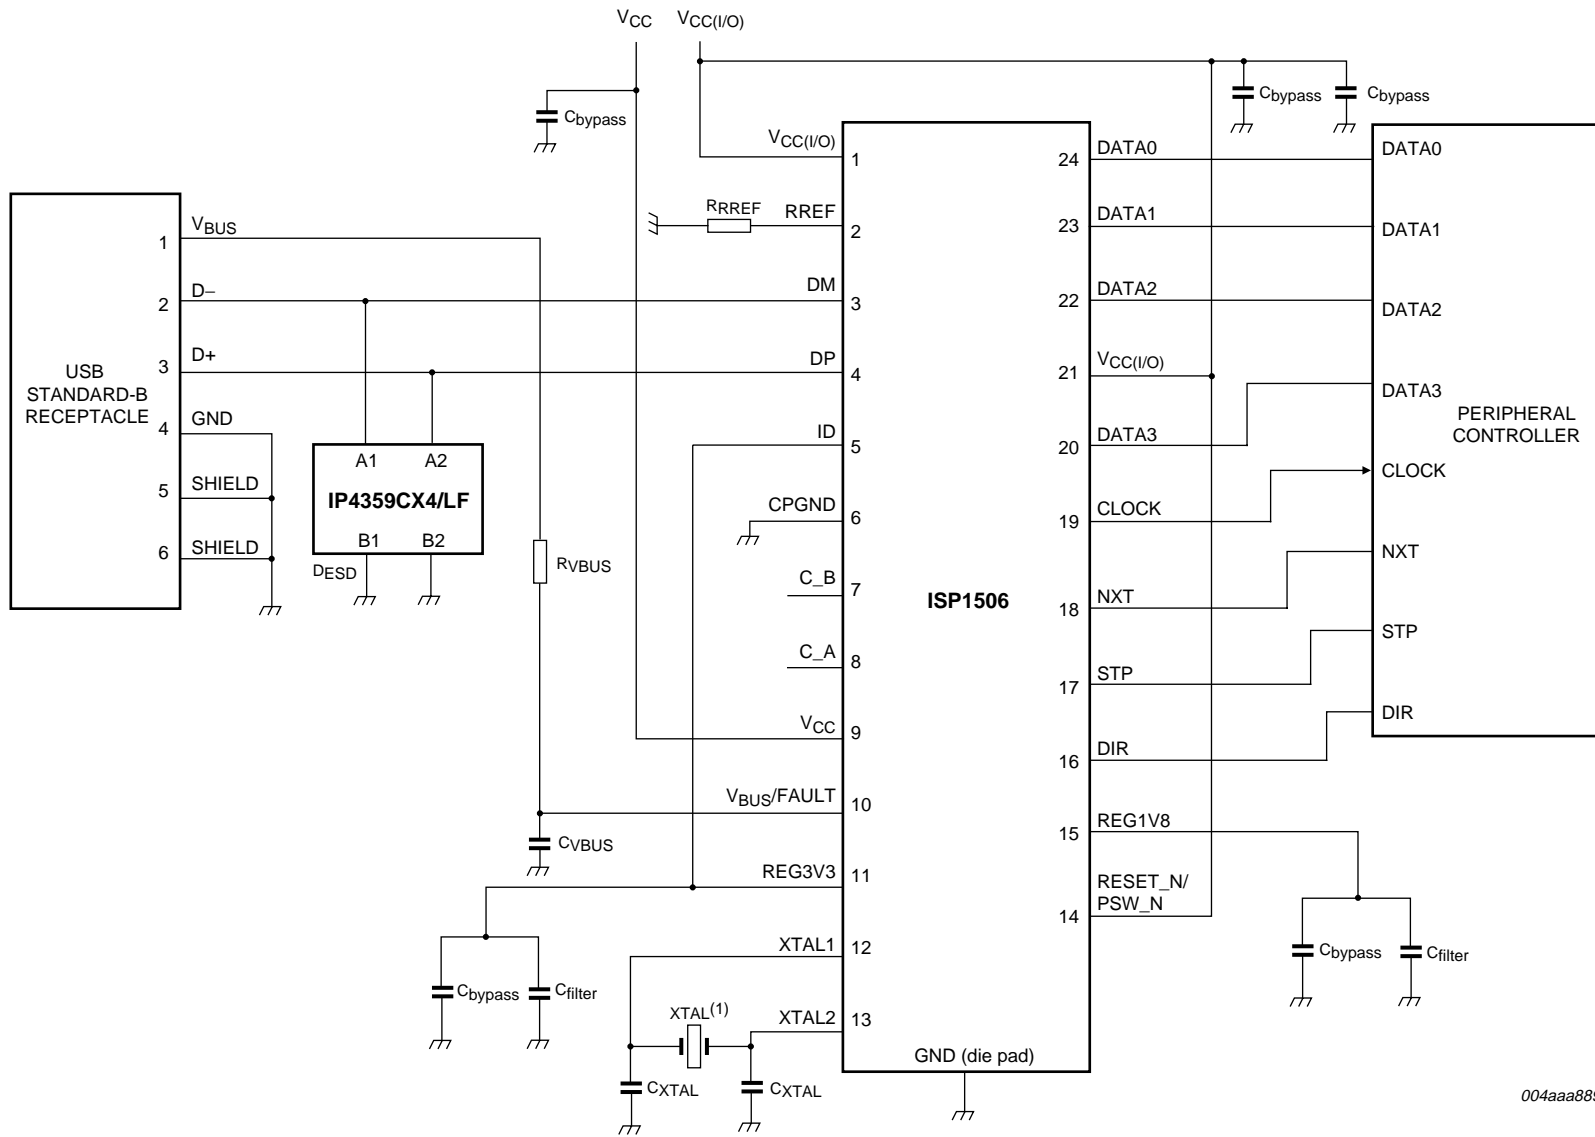 VCC
VCC(I/O)
Cbypass
Cbypass
Cbypass
USB
STANDARD-B
RECEPTACLE
1
VBUS
2
D−
3
D+
4
GND
5
SHIELD
6
SHIELD
A1
A2
IP4359CX4/LF
B1
B2
DESD
RVBUS
CVBUS
RRREF
VCC(I/O)
1
RREF
2
DM
3
DP
4
ID
5
CPGND
6
C_B
7
C_A
8
VCC
9
VBUS/FAULT
10
REG3V3
11
XTAL1
12
XTAL2
13
Cbypass
Cfilter
XTAL(1)
CXTAL
CXTAL
ISP1506
GND (die pad)
24
DATA0
23
DATA1
22
DATA2
21
VCC(I/O)
20
DATA3
19
CLOCK
18
NXT
17
STP
16
DIR
15
REG1V8
RESET_N/
PSW_N
14
Cbypass
Cfilter
DATA0
DATA1
DATA2
DATA3
PERIPHERAL
CONTROLLER
CLOCK
NXT
STP
DIR